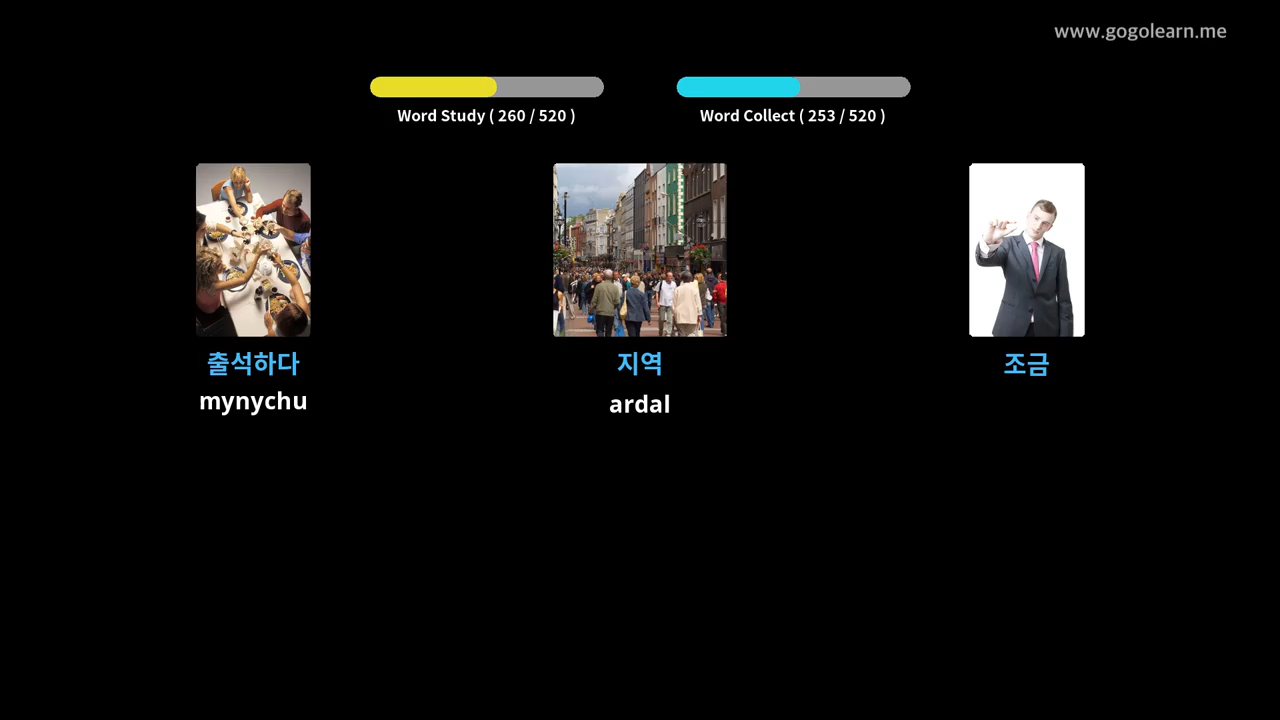 www.gogolearn.me
Word Study ( 260 / 520 )
Word Collect ( 253 / 520 )
출석하다
지역
조금
mynychu
ardal